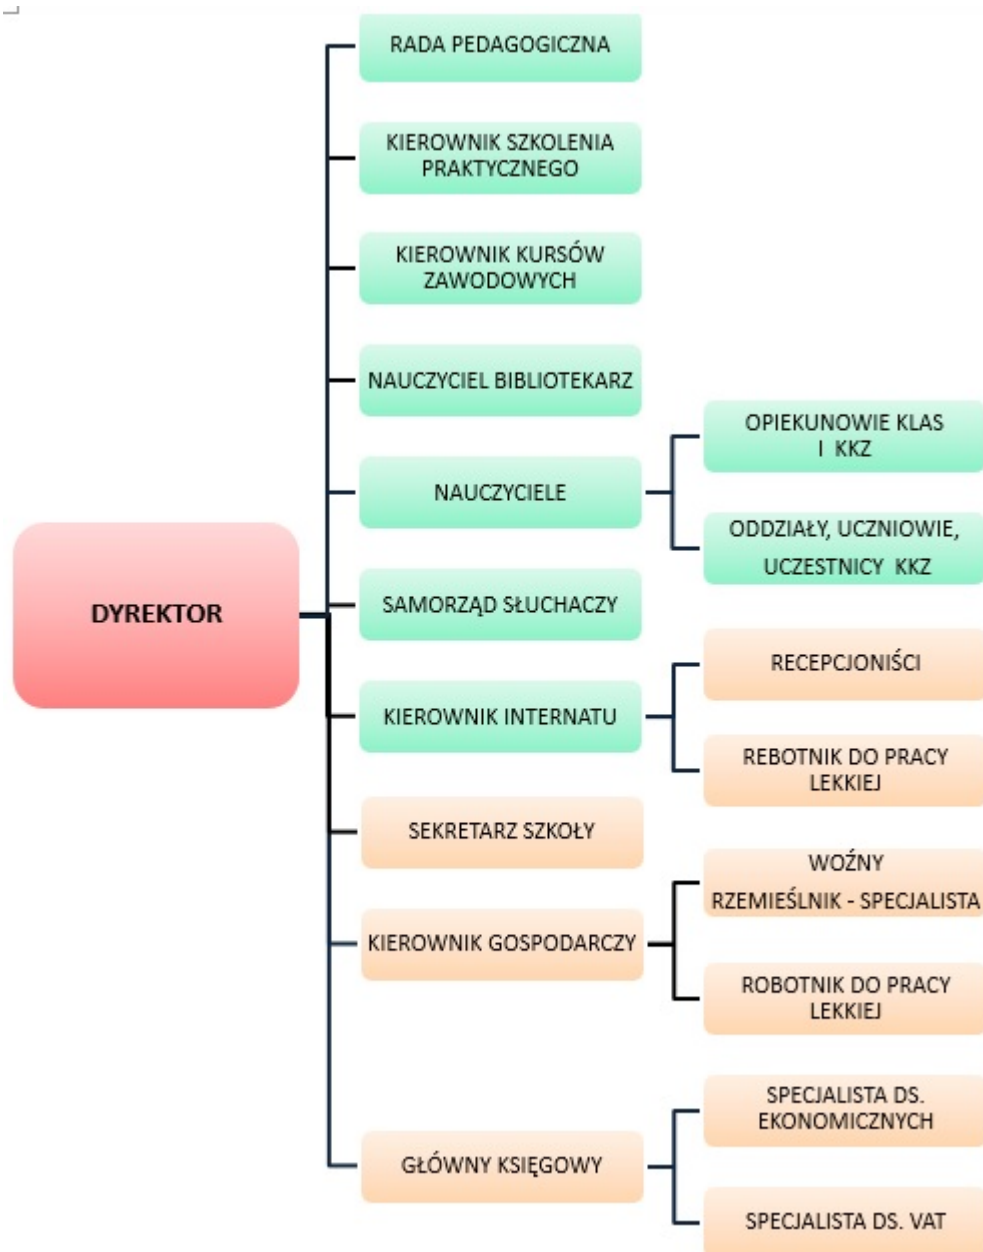 RADA PEDAGOGICZNA
KIEROWNIK SZKOLENIA
PRAKTYCZNEGO
KIEROWNIK KURSÓW
ZAWODOWYCH
NAUCZYCIEL BIBLIOTEKARZ
NAUCZYCIELE
OPIEKUNOWIE KLAS
I KKZ
ODDZIAŁY, UCZNIOWIE,
UCZESTNICY KKZ
DYREKTOR
SAMORZĄD SŁUCHACZY
KIEROWNIK INTERNATU
RECEPCJONIŚCI
REBOTNIK DO PRACY
LEKKIEJ
SEKRETARZ SZKOŁY
KIEROWNIK GOSPODARCZY
WOŹNY
RZEMIEŚLNIK - SPECJALISTA
ROBOTNIK DO PRACY
LEKKIEJ
GŁÓWNY KSIĘGOWY
SPECJALISTA DS.
EKONOMICZNYCH
SPECJALISTA DS. VAT